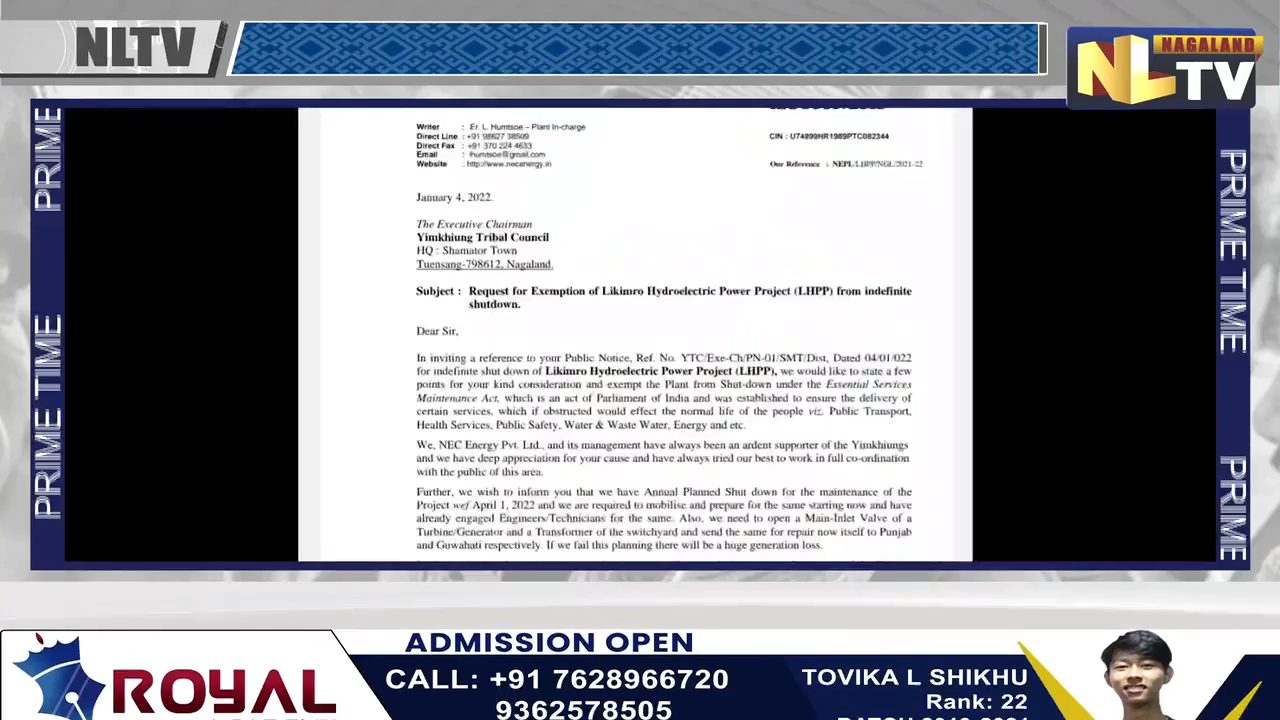 NLTV
NAGALAND
NLTV
PRIME
PRIME TIME
PRIME TIME
PRIME
Writer : Er. L. Humtsoe – Plant In-charge
Direct Line : +91 98627 38509
Direct Fax : +91 370 224 4633
Email : lhumtsoe@gmail.com
Website : http://www.necenergy.in
CIN : U74899HR1989PTC082344
Our Reference : NEPL/LHPP/NGL/2021-22
January 4, 2022.
The Executive Chairman
Yimkhiung Tribal Council
HQ : Shamator Town
Tuensang-798612, Nagaland.
Subject : Request for Exemption of Likimro Hydroelectric Power Project (LHPP) from indefinite
shutdown.
Dear Sir,
In inviting a reference to your Public Notice, Ref. No. YTC/Exe-Ch/PN-01/SMT/Dist, Dated 04/01/022
for indefinite shut down of Likimro Hydroelectric Power Project (LHPP), we would like to state a few
points for your kind consideration and exempt the Plant from Shut-down under the Essential Services
Maintenance Act, which is an act of Parliament of India and was established to ensure the delivery of
certain services, which if obstructed would effect the normal life of the people viz. Public Transport,
Health Services, Public Safety, Water & Waste Water, Energy and etc.
We, NEC Energy Pvt. Ltd., and its management have always been an ardent supporter of the Yimkhiungs
and we have deep appreciation for your cause and have always tried our best to work in full co-ordination
with the public of this area.
Further, we wish to inform you that we have Annual Planned Shut down for the maintenance of the
Project wef April 1, 2022 and we are required to mobilise and prepare for the same starting now and have
already engaged Engineers/Technicians for the same. Also, we need to open a Main-Inlet Valve of a
Turbine/Generator and a Transformer of the switchyard and send the same for repair now itself to Punjab
and Guwahati respectively. If we fail this planning there will be a huge generation loss.
ROYAL
ADMISSION OPEN
CALL: +91 7628966720
9362578505
TOVIKA L SHIKHU
Rank: 22